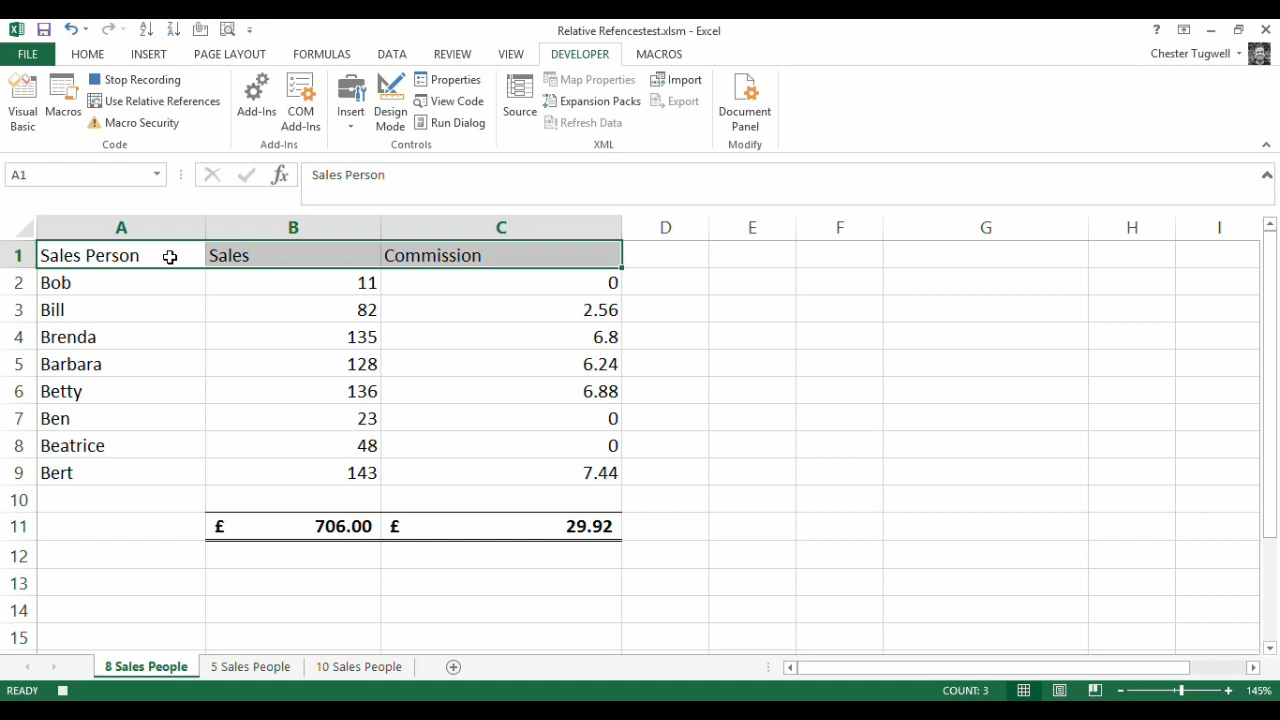 Relative Refencestest.xlsm - Excel
?
FILE HOME INSERT PAGE LAYOUT FORMULAS DATA REVIEW VIEW DEVELOPER MACROS Chester Tugwell
Visual Basic
Macros
Stop Recording
Use Relative References
Macro Security
Code
Add-Ins
COM Add-Ins
Add-Ins
Insert
Design Mode
Properties
View Code
Run Dialog
Controls
Source
Map Properties
Expansion Packs
Refresh Data
Import
Export
XML
Document Panel
Modify
A1 fx Sales Person
A B C D E F G H I
1 Sales Person Sales Commission
2 Bob 11 0
3 Bill 82 2.56
4 Brenda 135 6.8
5 Barbara 128 6.24
6 Betty 136 6.88
7 Ben 23 0
8 Beatrice 48 0
9 Bert 143 7.44
10
11 £ 706.00 £ 29.92
12
13
14
15
8 Sales People 5 Sales People 10 Sales People
READY COUNT: 3 145%